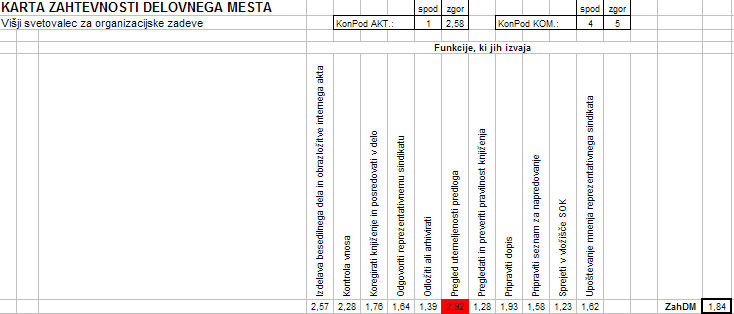 KARTA ZAHTEVNOSTI DELOVNEGA MESTA
spod zgor
spod zgor
Višji svetovalec za organizacijske zadeve
KonPod AKT.: 1 2,58
KonPod KOM.: 4 5
Funkcije, ki jih izvaja
Izdelava besedilnega dela in obrazložitve internega akta
Kontrola vnosa
Koregirati knjiženje in posredovati v delo
Odgovoriti reprezentativnemu sindikatu
Odložiti ali arhivirati
Pregled utemeljenosti predloga
Pregledati in preveriti pravilnost knjiženja
Pripraviti dopis
Pripraviti seznam za napredovanje
Sprejeti v vložišče SOK
Upoštevanje mnenja reprezentativnega sindikata
2,57 2,28 1,76 1,64 1,39 2,92 1,28 1,93 1,58 1,23 1,62 ZahDM 1,84